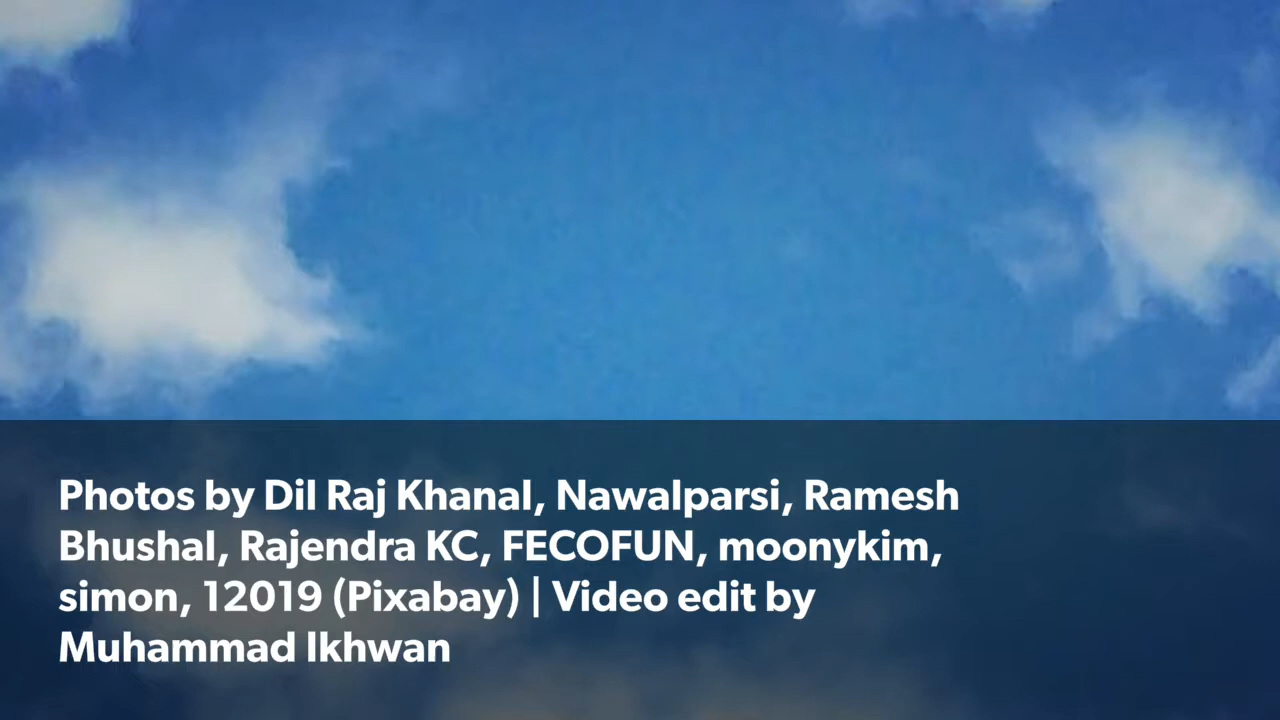 Photos by Dil Raj Khanal, Nawalparsi, Ramesh
Bhushal, Rajendra KC, FECOFUN, moonykim,
simon, 12019 (Pixabay) | Video edit by
Muhammad Ikhwan